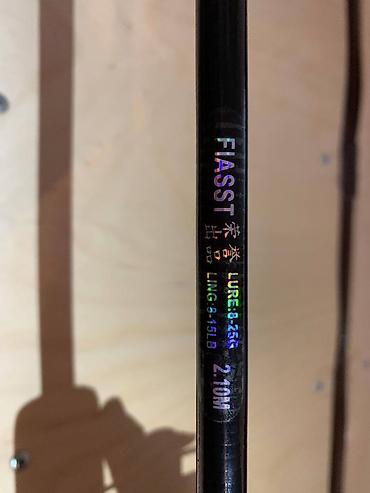 FIASST 荣誉出品 LURE:8-25G LING:8-15LB 2.10M